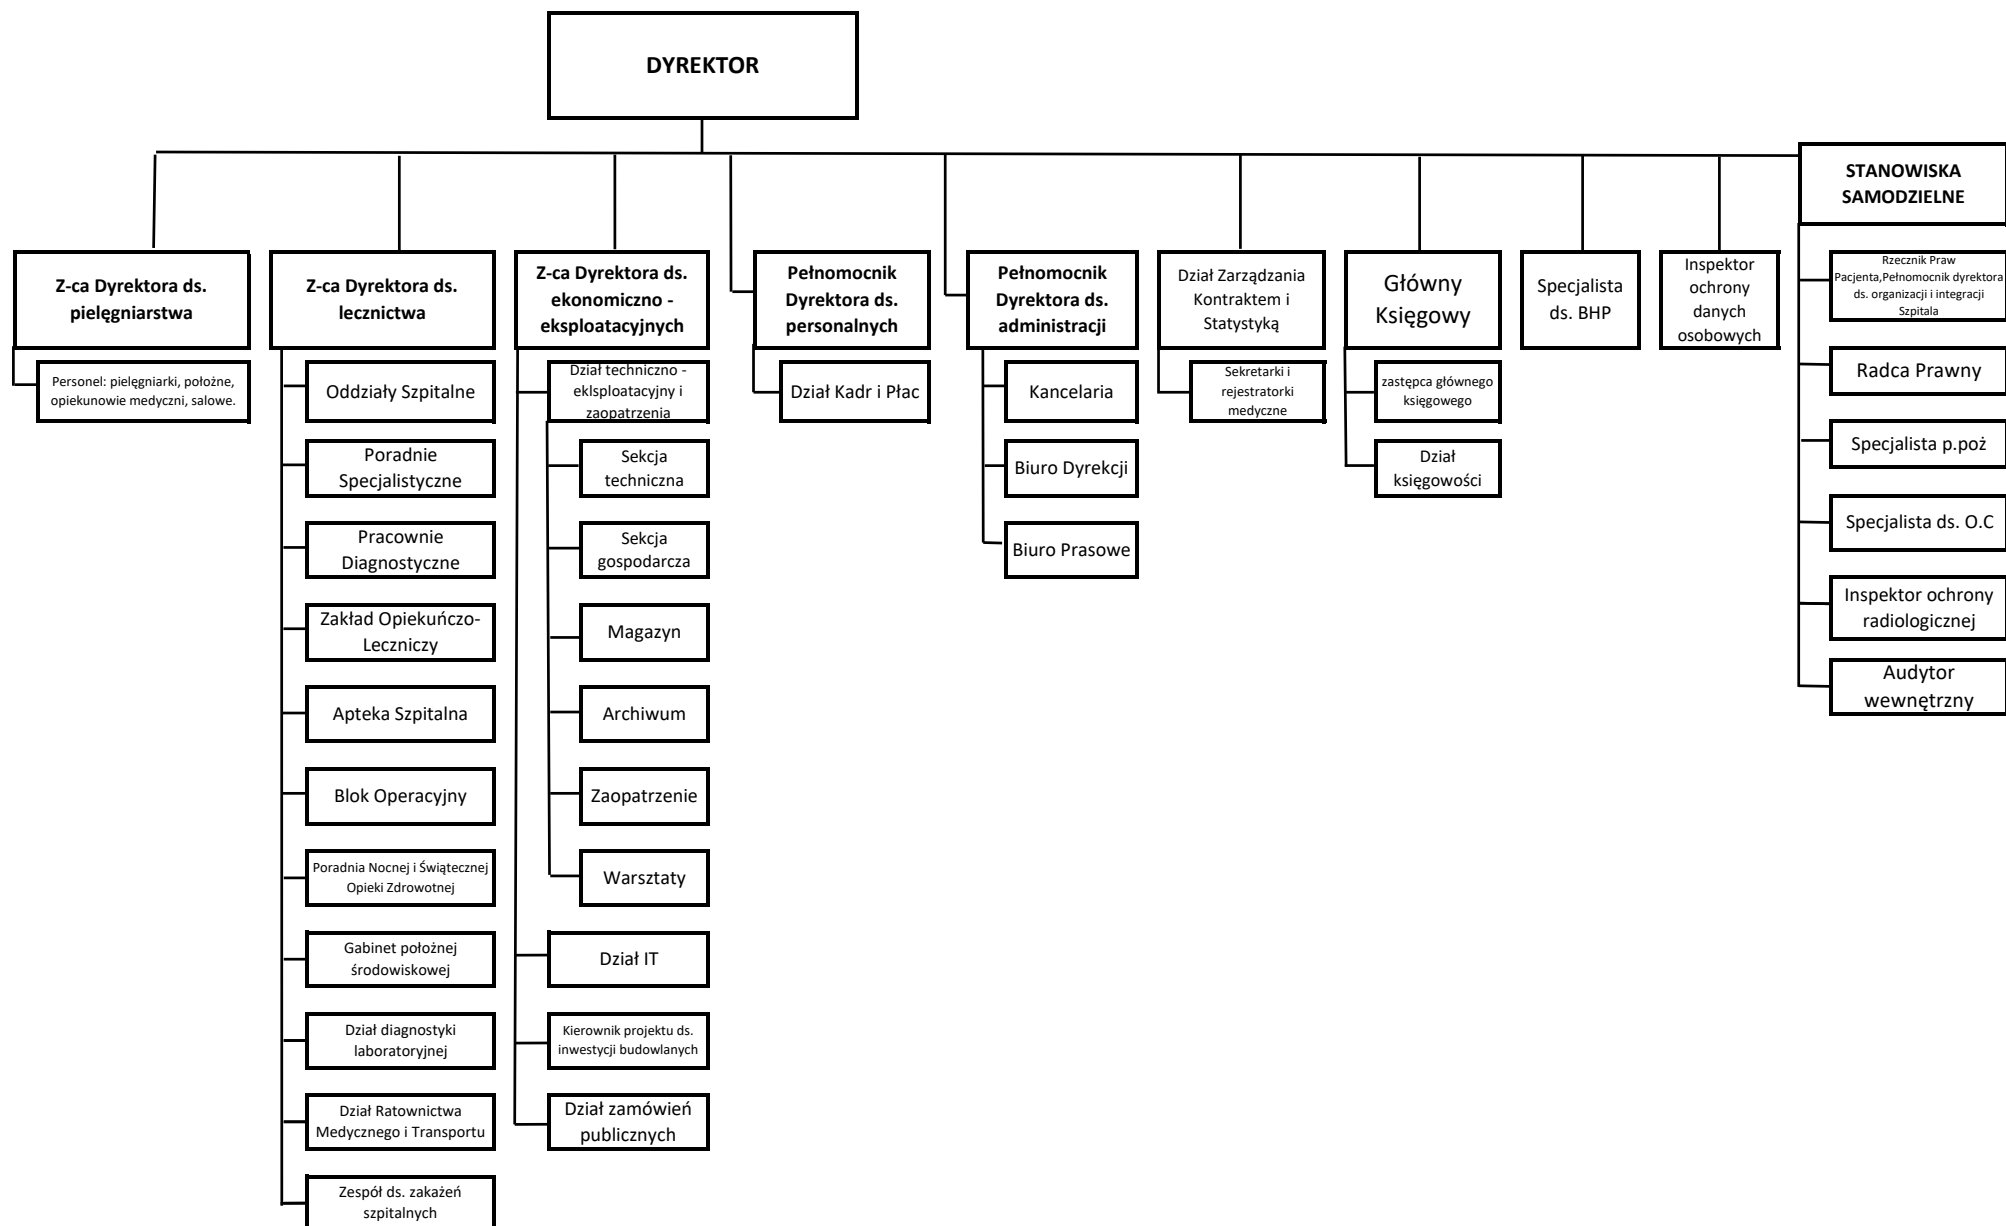 DYREKTOR
STANOWISKA
SAMODZIELNE
Z-ca Dyrektora ds.
pielęgniarstwa
Personel: pielęgniarki, położne,
opiekunowie medyczni, salowe.
Z-ca Dyrektora ds.
lecznictwa
Oddziały Szpitalne
Poradnie
Specjalistyczne
Pracownie
Diagnostyczne
Zakład Opiekuńczo-
Leczniczy
Apteka Szpitalna
Blok Operacyjny
Poradnia Nocnej i Świątecznej
Opieki Zdrowotnej
Gabinet położnej
środowiskowej
Dział diagnostyki
laboratoryjnej
Dział Ratownictwa
Medycznego i Transportu
Zespół ds. zakażeń
szpitalnych
Z-ca Dyrektora ds.
ekonomiczno -
eksploatacyjnych
Dział techniczno -
eklsploatacyjny i
zaopatrzenia
Sekcja
techniczna
Sekcja
gospodarcza
Magazyn
Archiwum
Zaopatrzenie
Warsztaty
Dział IT
Kierownik projektu ds.
inwestycji budowlanych
Dział zamówień
publicznych
Pełnomocnik
Dyrektora ds.
personalnych
Dział Kadr i Płac
Pełnomocnik
Dyrektora ds.
administracji
Kancelaria
Biuro Dyrekcji
Biuro Prasowe
Dział Zarządzania
Kontraktem i
Statystyką
Sekretarki i
rejestratorki
medyczne
Główny
Księgowy
zastępca głównego
księgowego
Dział
księgowości
Specjalista
ds. BHP
Inspektor
ochrony
danych
osobowych
Rzecznik Praw
Pacjenta,Pełnomocnik dyrektora
ds. organizacji i integracji
Szpitala
Radca Prawny
Specjalista p.poż
Specjalista ds. O.C
Inspektor ochrony
radiologicznej
Audytor
wewnętrzny